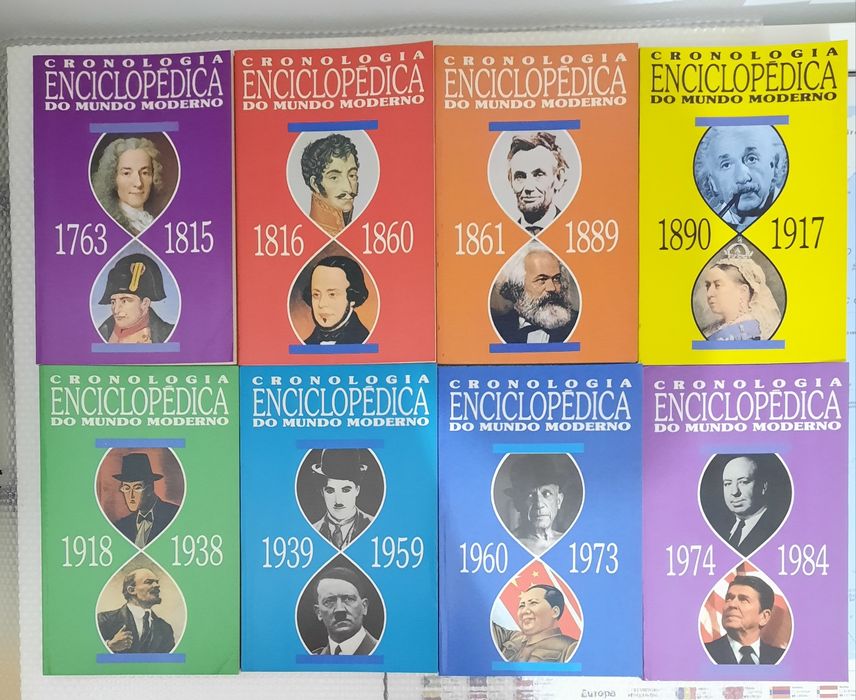 CRONOLOGIA
ENCICLOPÉDICA
DO MUNDO MODERNO
1763 1815
CRONOLOGIA
ENCICLOPÉDICA
DO MUNDO MODERNO
1816 1860
CRONOLOGIA
ENCICLOPÉDICA
DO MUNDO MODERNO
1861 1889
CRONOLOGIA
ENCICLOPÉDICA
DO MUNDO MODERNO
1890 1917
CRONOLOGIA
ENCICLOPÉDICA
DO MUNDO MODERNO
1918 1938
CRONOLOGIA
ENCICLOPÉDICA
DO MUNDO MODERNO
1939 1959
CRONOLOGIA
ENCICLOPÉDICA
DO MUNDO MODERNO
1960 1973
CRONOLOGIA
ENCICLOPÉDICA
DO MUNDO MODERNO
1974 1984
Europa